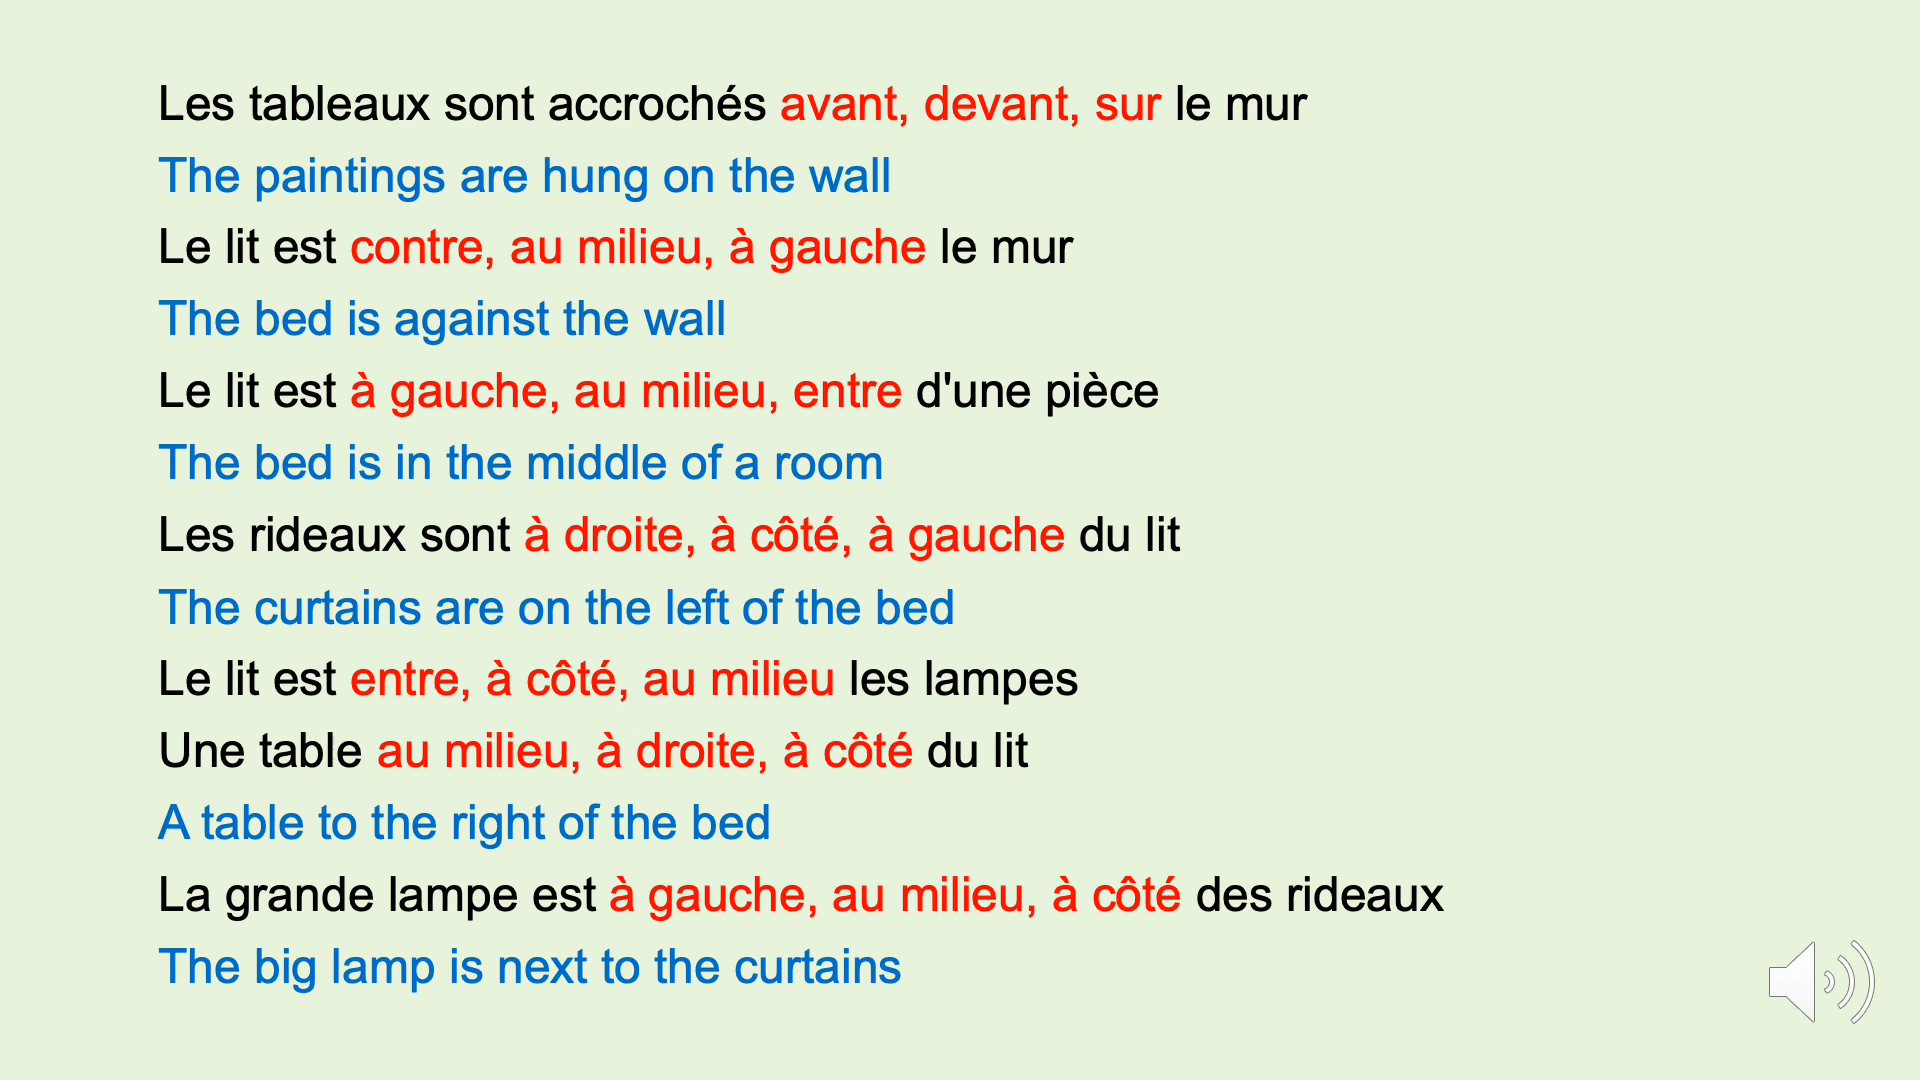 Les tableaux sont accrochés avant, devant, sur le mur
The paintings are hung on the wall
Le lit est contre, au milieu, à gauche le mur
The bed is against the wall
Le lit est à gauche, au milieu, entre d'une pièce
The bed is in the middle of a room
Les rideaux sont à droite, à côté, à gauche du lit
The curtains are on the left of the bed
Le lit est entre, à côté, au milieu les lampes
Une table au milieu, à droite, à côté du lit
A table to the right of the bed
La grande lampe est à gauche, au milieu, à côté des rideaux
The big lamp is next to the curtains